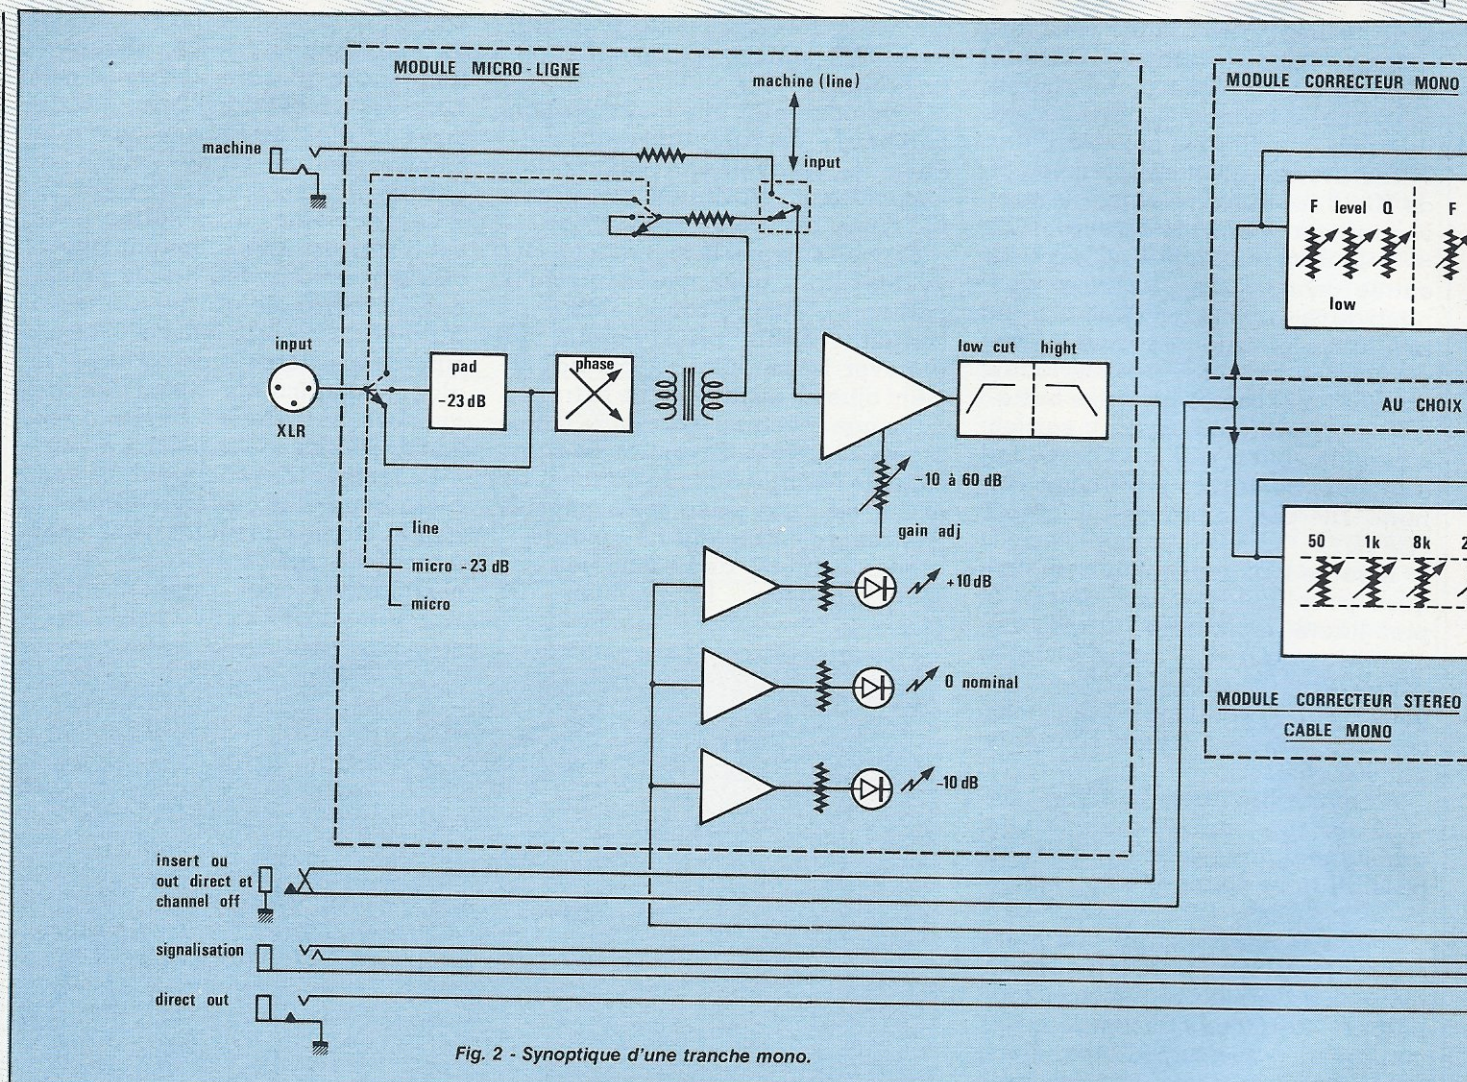 MODULE MICRO-LIGNE
machine (line)
MODULE CORRECTEUR MONO
machine
input
F level Q
F
low
input
XLR
pad
-23 dB
phase
low cut hight
AU CHOIX
-10 à 60 dB
gain adj
line
micro -23 dB
micro
+10 dB
50 1k 8k 2
0 nominal
MODULE CORRECTEUR STEREO
CABLE MONO
-10 dB
insert ou
out direct et
channel off
signalisation
direct out
Fig. 2 - Synoptique d'une tranche mono.